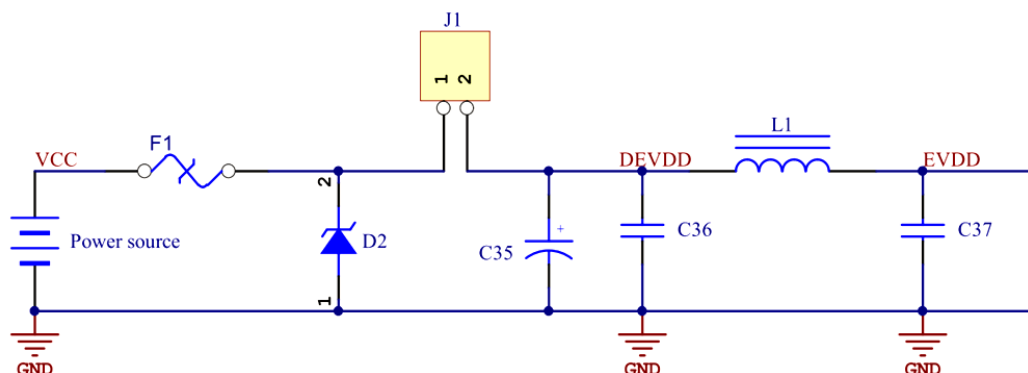 J1
1 2
F1
L1
VCC
DEVDD
EVDD
2
Power source
D2
C35
+
C36
C37
1
GND
GND
GND